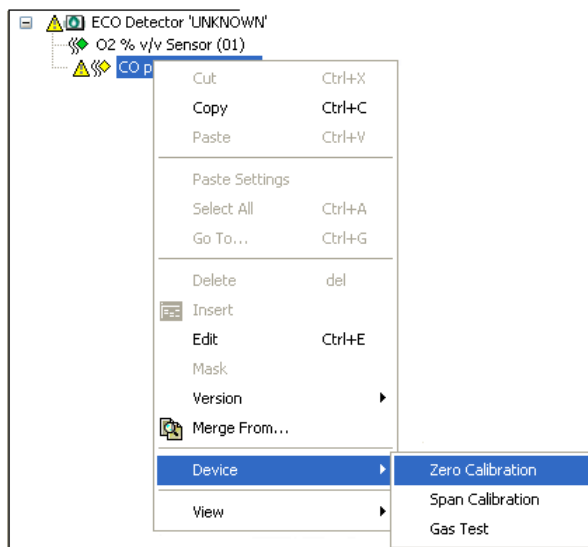 ECO Detector 'UNKNOWN'
O2 % v/v Sensor (01)
CO p
Cut Ctrl+X
Copy Ctrl+C
Paste Ctrl+V
Paste Settings
Select All Ctrl+A
Go To... Ctrl+G
Delete del
Insert
Edit Ctrl+E
Mask
Version
Merge From...
Device
Zero Calibration
Span Calibration
View
Gas Test